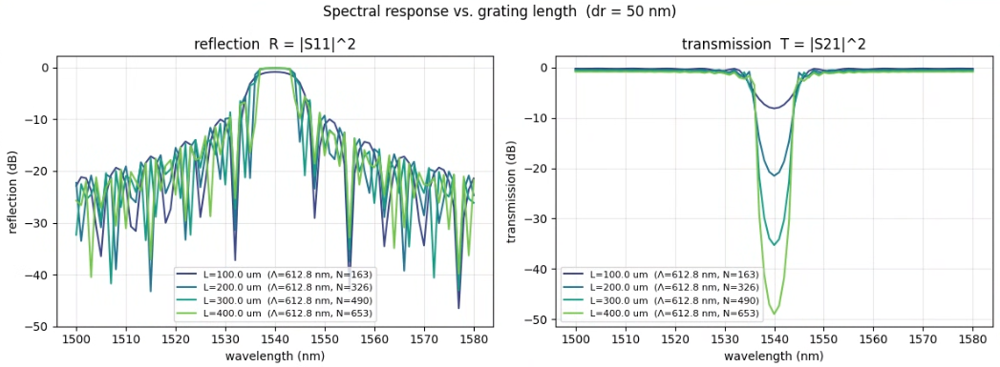 Spectral response vs. grating length  (dr = 50 nm)
reflection  R = |S11|^2
reflection (dB)
0
−10
−20
−30
−40
−50
L=100.0 um  (Λ=612.8 nm, N=163)
L=200.0 um  (Λ=612.8 nm, N=326)
L=300.0 um  (Λ=612.8 nm, N=490)
L=400.0 um  (Λ=612.8 nm, N=653)
1500 1510 1520 1530 1540 1550 1560 1570 1580
wavelength (nm)
transmission  T = |S21|^2
transmission (dB)
0
−10
−20
−30
−40
−50
L=100.0 um  (Λ=612.8 nm, N=163)
L=200.0 um  (Λ=612.8 nm, N=326)
L=300.0 um  (Λ=612.8 nm, N=490)
L=400.0 um  (Λ=612.8 nm, N=653)
1500 1510 1520 1530 1540 1550 1560 1570 1580
wavelength (nm)